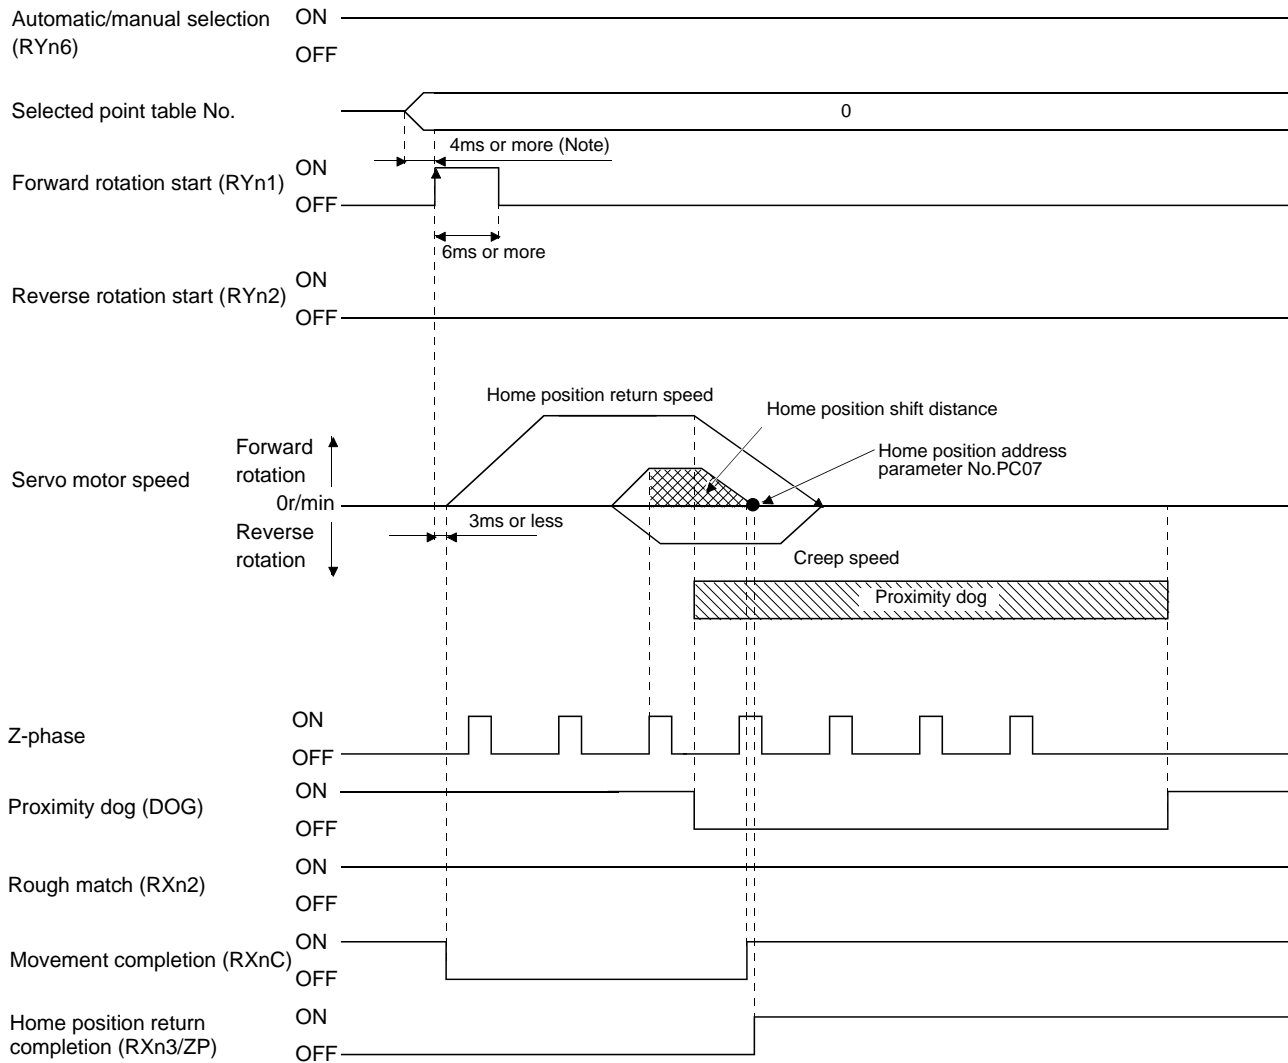 Automatic/manual selection
(RYn6)
ON
OFF
Selected point table No.
0
4ms or more (Note)
Forward rotation start (RYn1)
ON
OFF
6ms or more
Reverse rotation start (RYn2)
ON
OFF
Home position return speed
Home position shift distance
Home position address
parameter No.PC07
Servo motor speed
Forward
rotation
0r/min
Reverse
rotation
3ms or less
Creep speed
Proximity dog
Z-phase
ON
OFF
Proximity dog (DOG)
ON
OFF
Rough match (RXn2)
ON
OFF
Movement completion (RXnC)
ON
OFF
Home position return
completion (RXn3/ZP)
ON
OFF